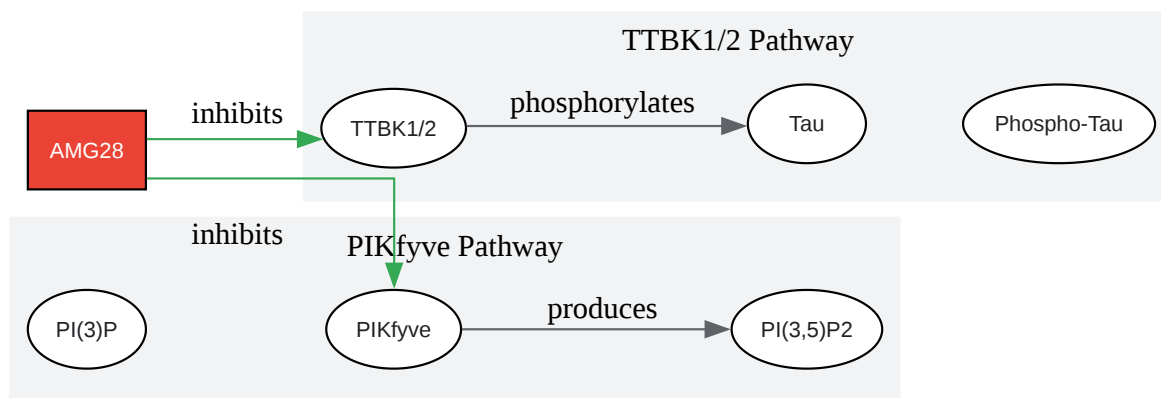 TTBK1/2 Pathway
inhibits
phosphorylates
AMG28
TTBK1/2
Tau
Phospho-Tau
inhibits
PIKfyve Pathway
produces
PI(3)P
PIKfyve
PI(3,5)P2